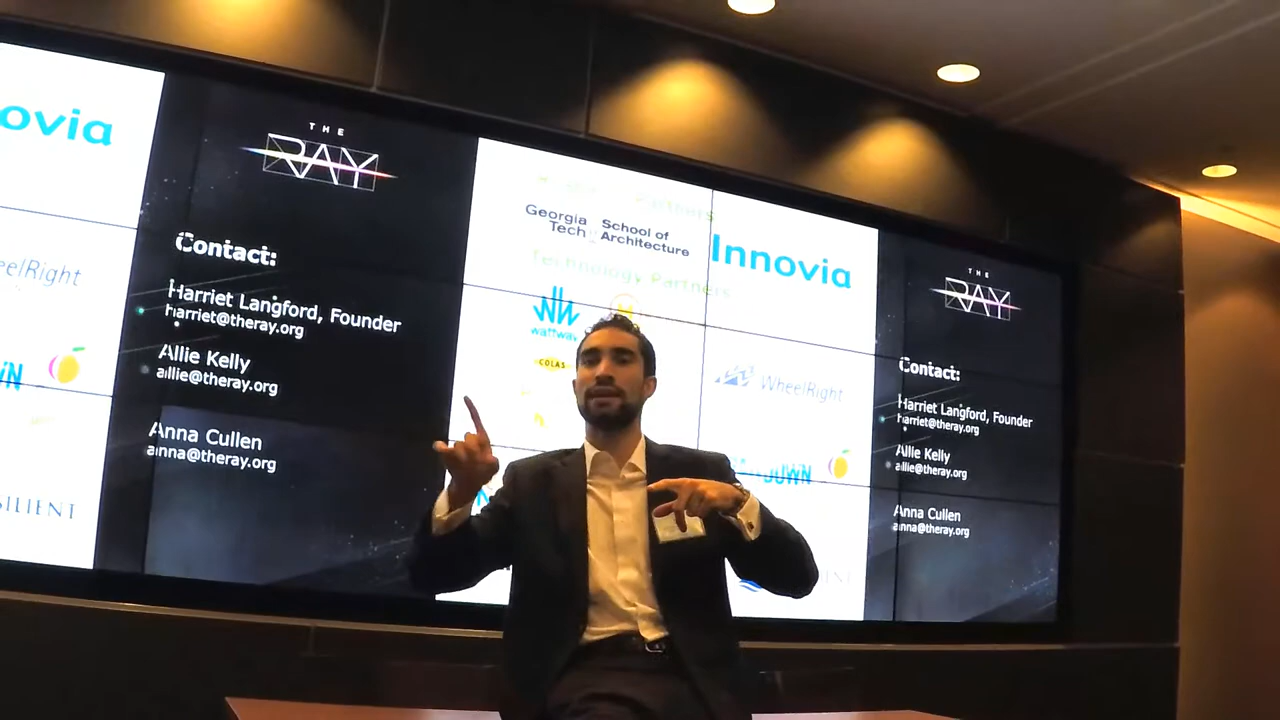 ovia
eelRight
SILIENT
THE
RAY
Contact:
Harriet Langford, Founder
harriet@theray.org
Allie Kelly
allie@theray.org
Anna Cullen
anna@theray.org
Partners
Georgia Tech
School of Architecture
Technology Partners
Innovia
wattway
COLAS
WheelRight
THE
RAY
Contact:
Harriet Langford, Founder
harriet@theray.org
Allie Kelly
allie@theray.org
Anna Cullen
anna@theray.org